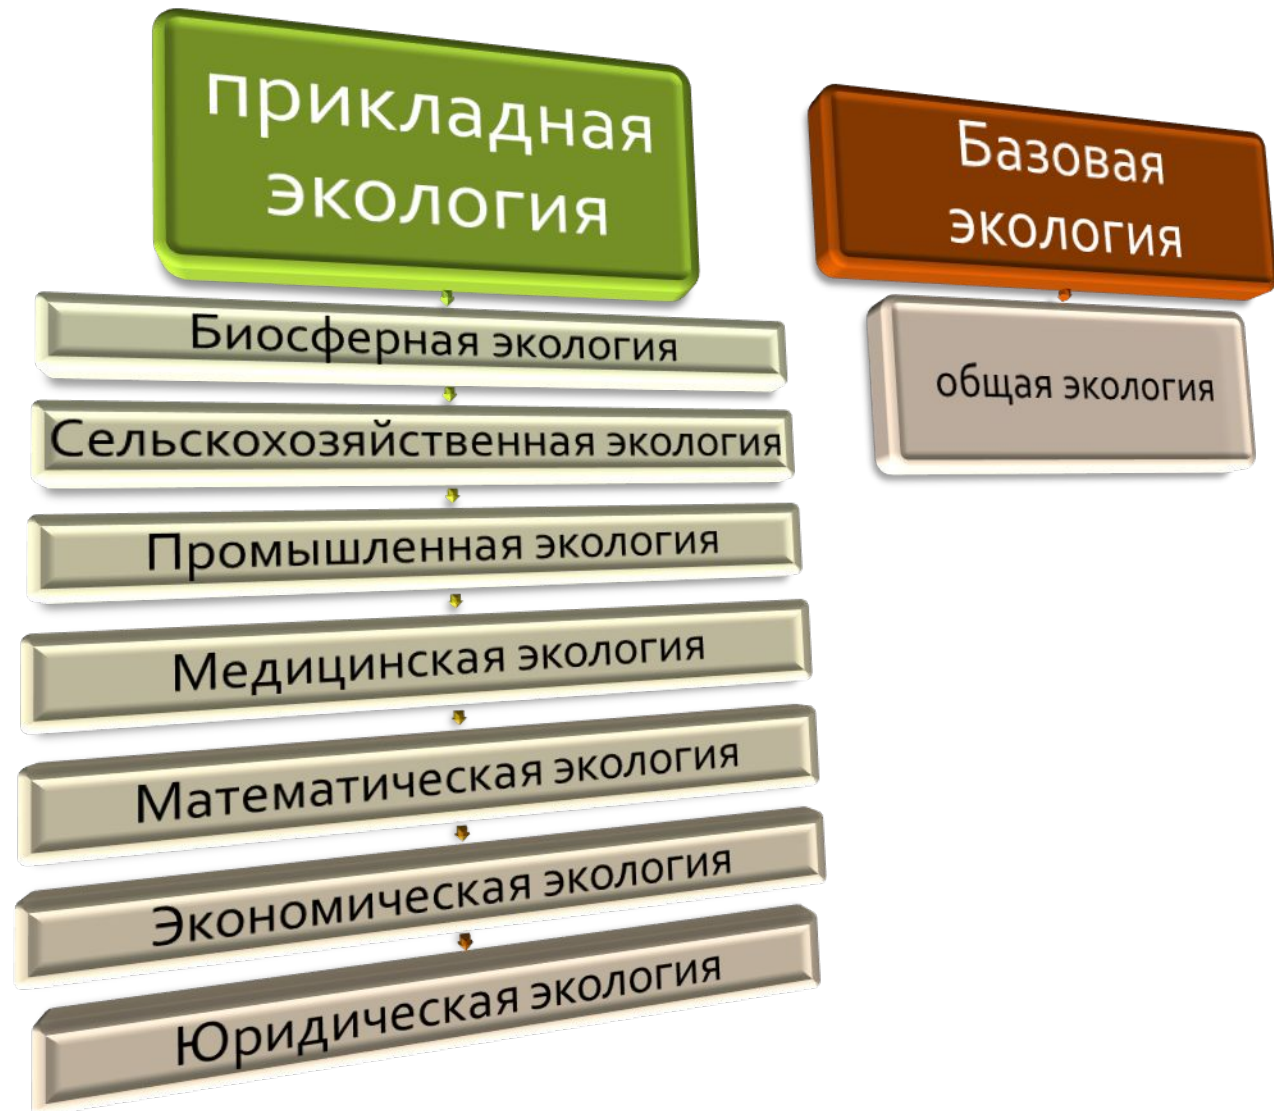 прикладная
экология
Биосферная экология
Сельскохозяйственная экология
Промышленная экология
Медицинская экология
Математическая экология
Экономическая экология
Юридическая экология
Базовая
экология
общая экология